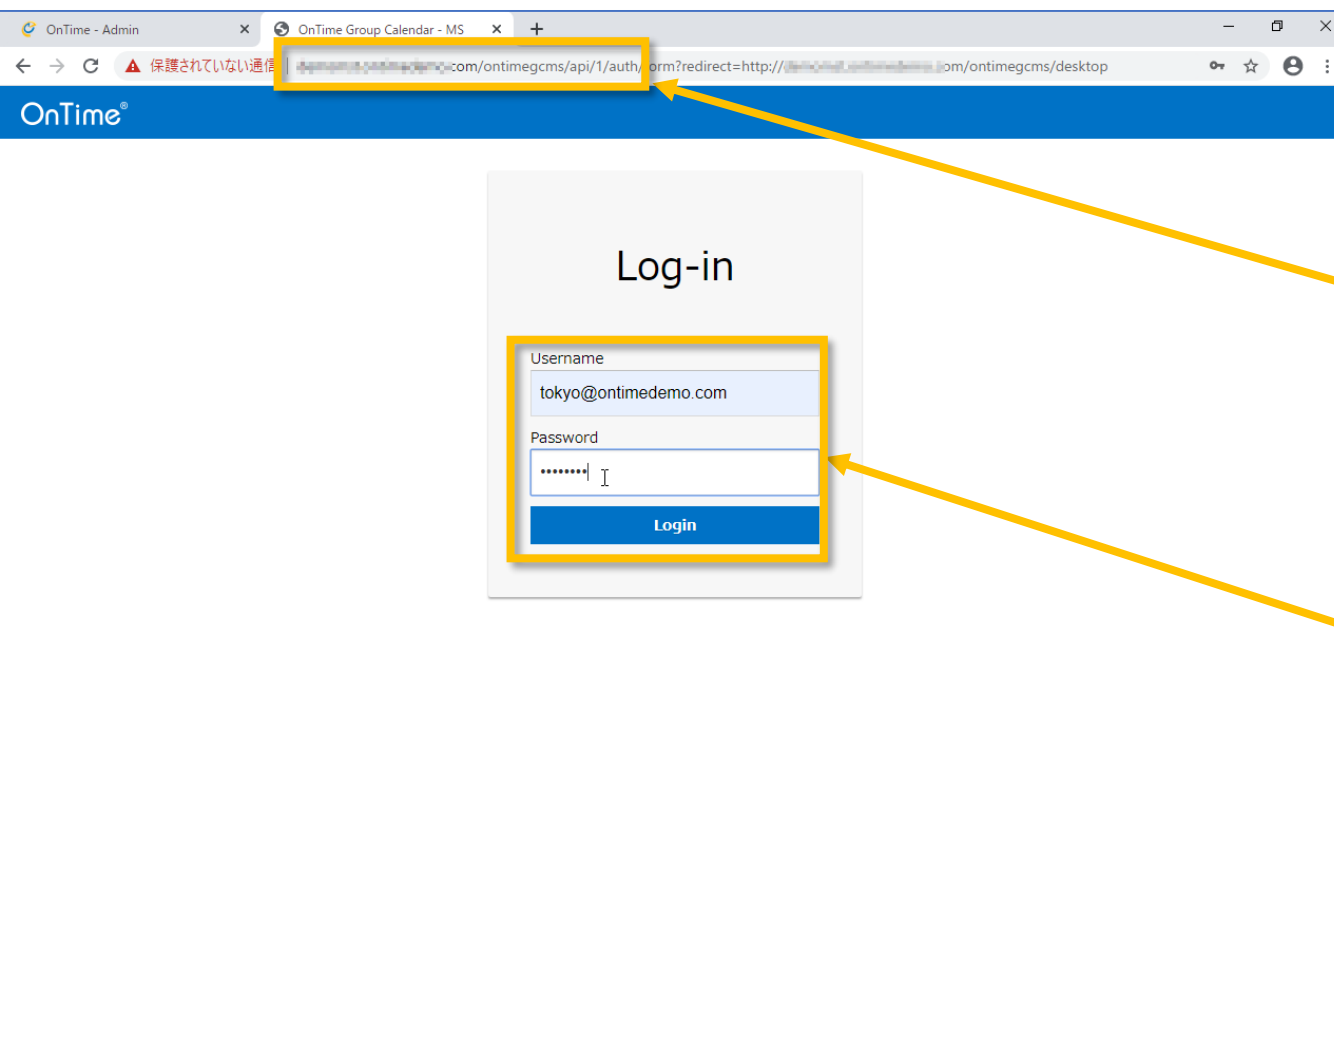 OnTime - Admin
OnTime Group Calendar - MS
保護されていない通信
com/ontimegcms/api/1/auth/ orm?redirect=http:// om/ontimegcms/desktop
OnTime®
Log-in
Username
tokyo@ontimedemo.com
Password
••••••••
Login